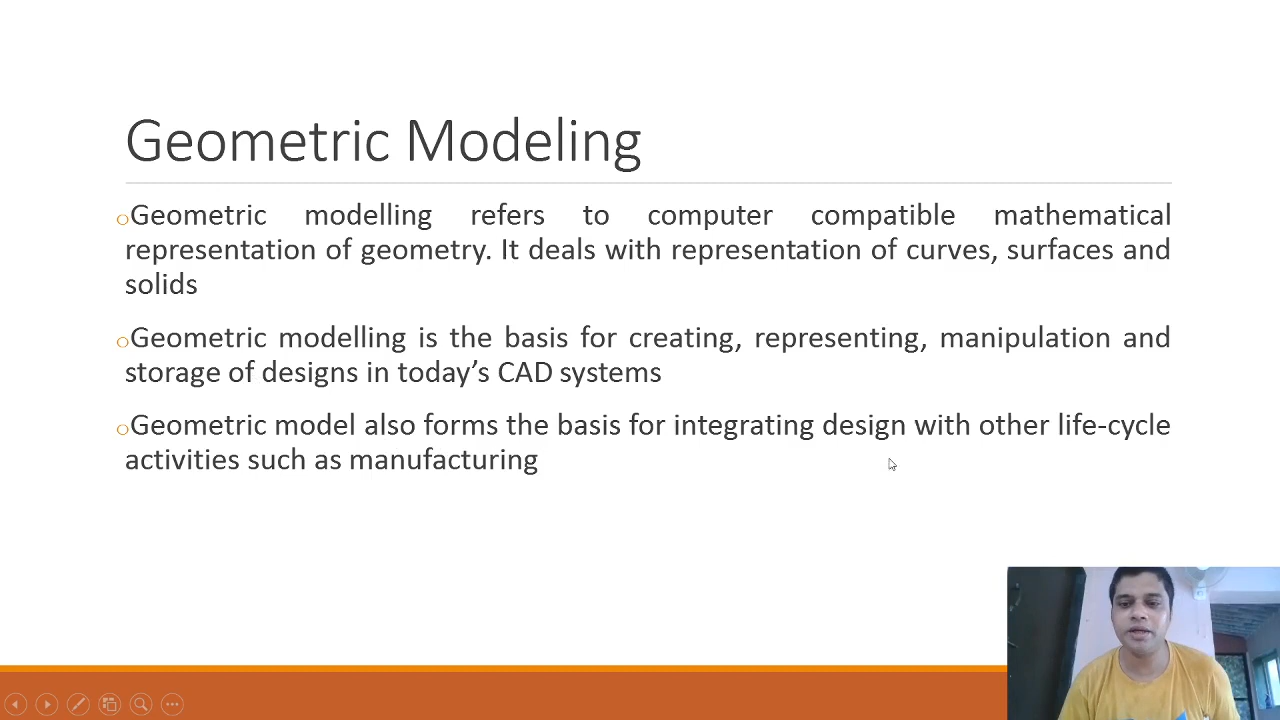 Geometric Modeling
Geometric modelling refers to computer compatible mathematical
representation of geometry. It deals with representation of curves, surfaces and
solids
Geometric modelling is the basis for creating, representing, manipulation and
storage of designs in today’s CAD systems
Geometric model also forms the basis for integrating design with other life-cycle
activities such as manufacturing